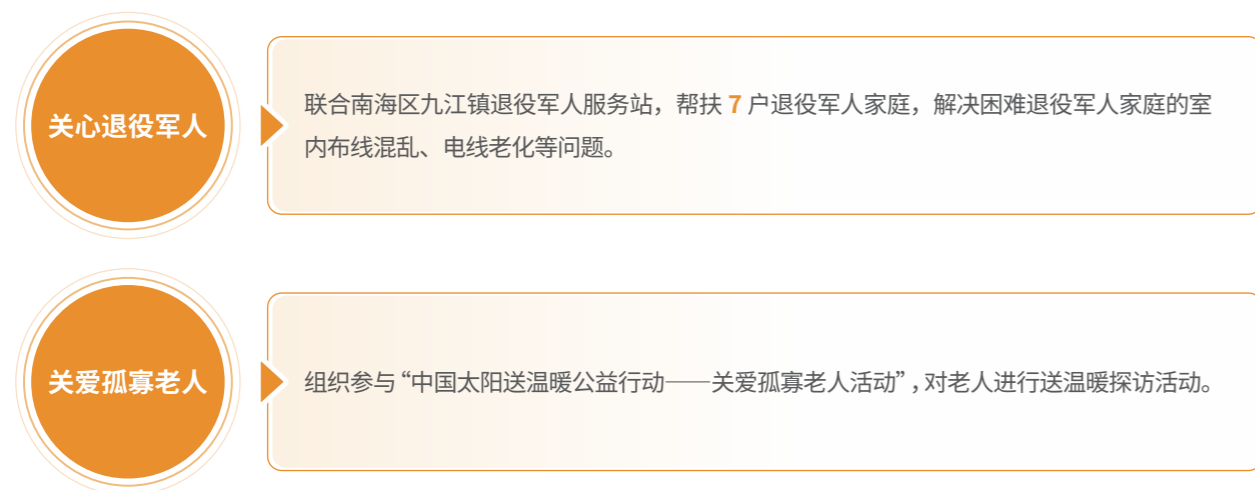 关心退役军人
联合南海区九江镇退役军人服务站，帮扶 7 户退役军人家庭，解决困难退役军人家庭的室
内布线混乱、电线老化等问题。
关爱孤寡老人
组织参与“中国太阳送温暖公益行动——关爱孤寡老人活动”，对老人进行送温暖探访活动。